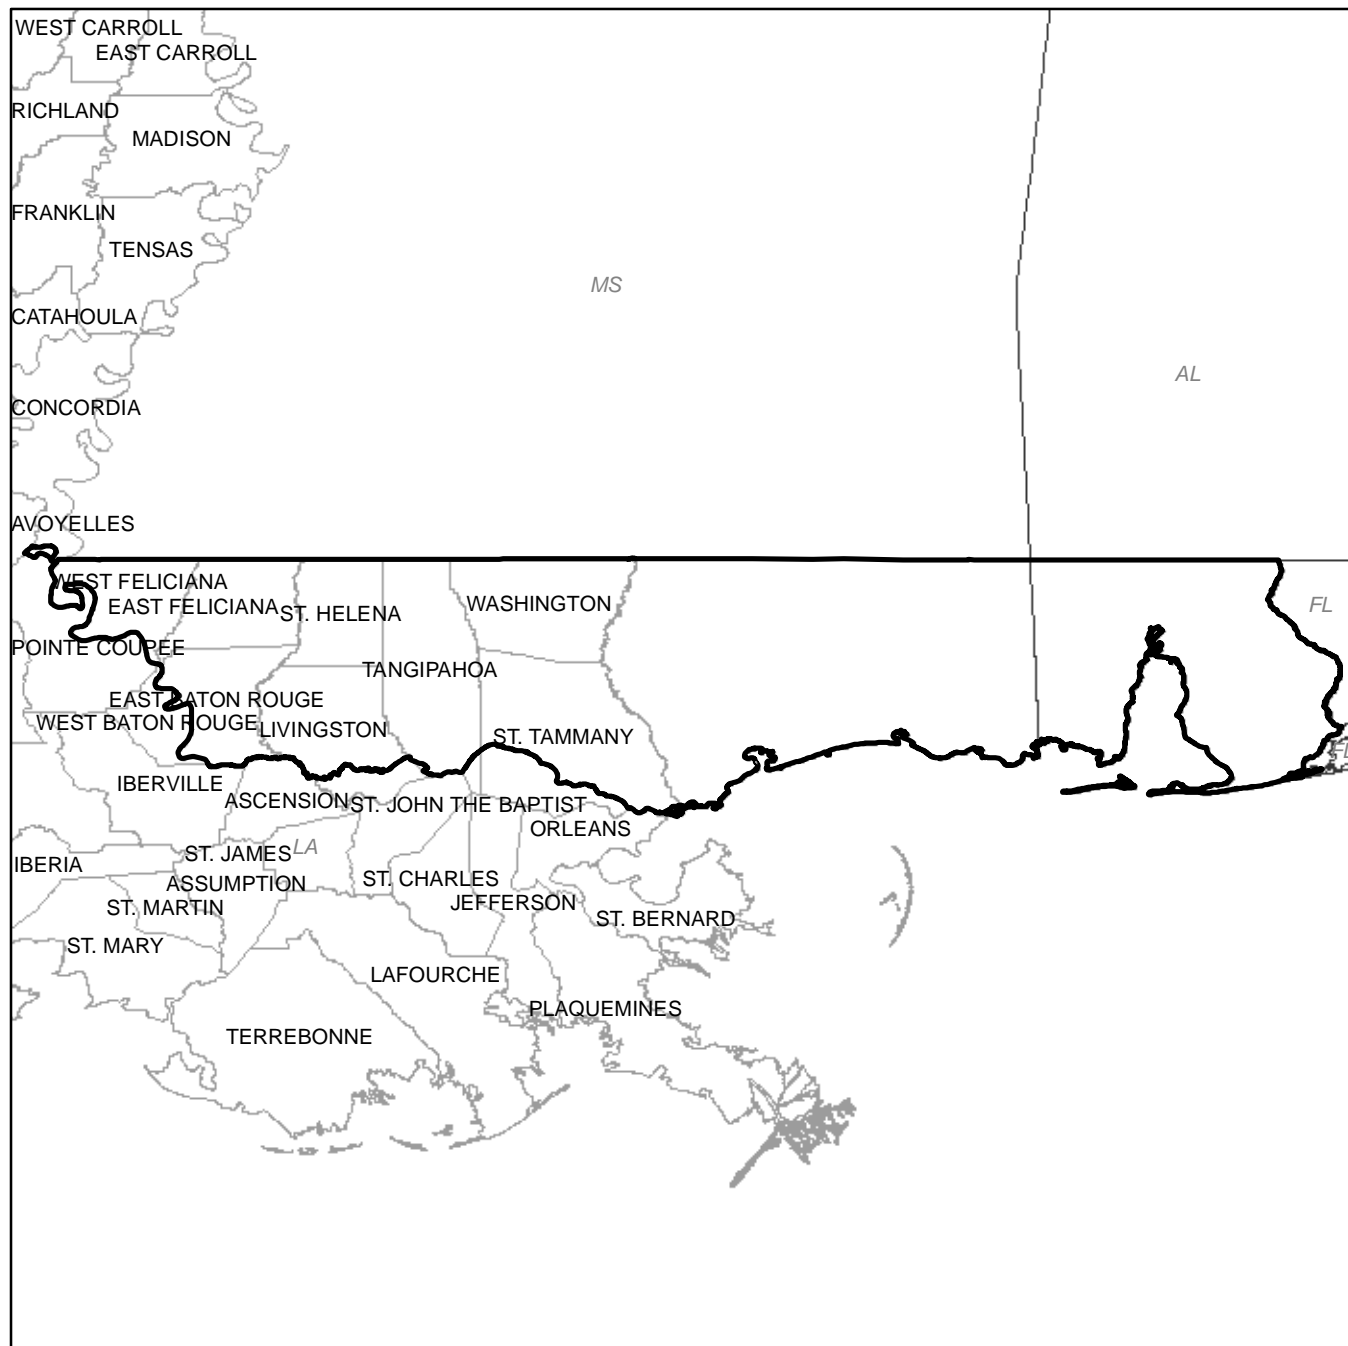 WEST CARROLL
EAST CARROLL
RICHLAND
MADISON
FRANKLIN
TENSAS
MS
CATAHOULA
AL
CONCORDIA
AVOYELLES
WEST FELICIANA
EAST FELICIANA
ST. HELENA
WASHINGTON
FL
POINTE COUPEE
TANGIPAHOA
EAST BATON ROUGE
WEST BATON ROUGE
LIVINGSTON
ST. TAMMANY
FL
IBERVILLE
ASCENSION
ST. JOHN THE BAPTIST
ORLEANS
IBERIA
ST. JAMES
LA
ASSUMPTION
ST. CHARLES
ST. MARTIN
JEFFERSON
ST. BERNARD
ST. MARY
LAFOURCHE
PLAQUEMINES
TERREBONNE